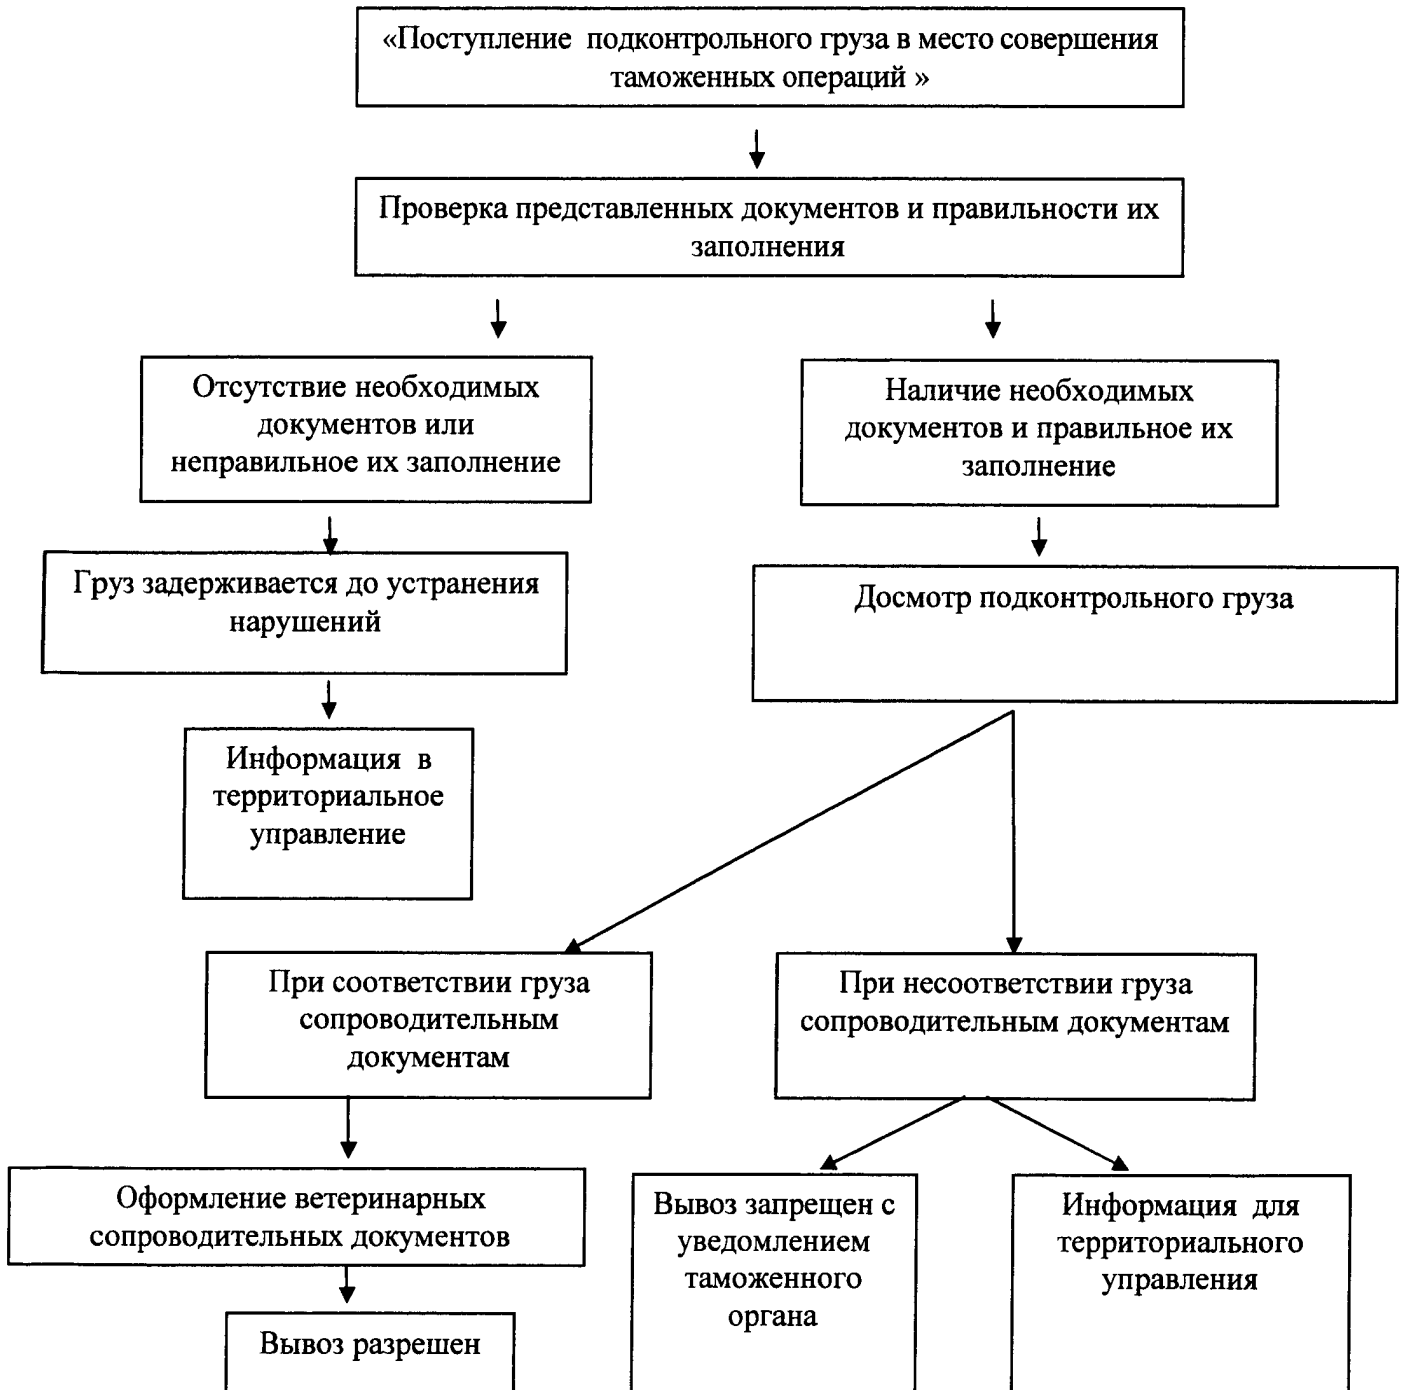 «Поступление подконтрольного груза в место совершения
таможенных операций »
Проверка представленных документов и правильности их
заполнения
Отсутствие необходимых
документов или
неправильное их заполнение
Наличие необходимых
документов и правильное их
заполнение
Груз задерживается до устранения
нарушений
Досмотр подконтрольного груза
Информация в
территориальное
управление
При соответствии груза
сопроводительным
документам
При несоответствии груза
сопроводительным документам
Оформление ветеринарных
сопроводительных документов
Вывоз запрещен с
уведомлением
таможенного
органа
Информация для
территориального
управления
Вывоз разрешен